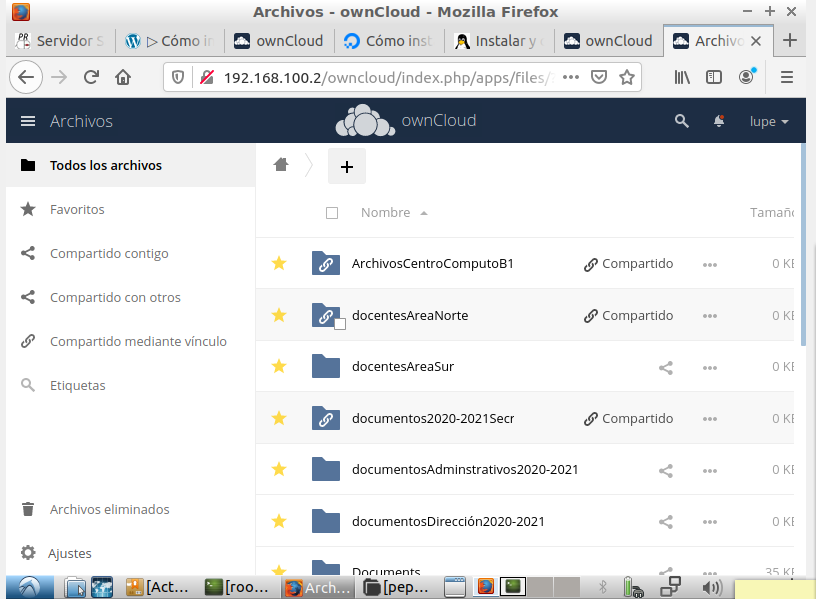 Archivos - ownCloud - Mozilla Firefox
Servidor S
▷ Cómo in
ownCloud
Cómo inst
Instalar y
ownCloud
Archivo
192.168.100.2/owncloud/index.php/apps/files/
Archivos
ownCloud
lupe
Todos los archivos
Favoritos
Compartido contigo
Compartido con otros
Compartido mediante vínculo
Etiquetas
Archivos eliminados
Ajustes
Nombre
Tamaño
ArchivosCentroComputoB1 Compartido 0 KB
docentesAreaNorte Compartido 0 KB
docentesAreaSur 0 KB
documentos2020-2021Secr Compartido 0 KB
documentosAdminstrativos2020-2021 0 KB
documentosDirección2020-2021 0 KB
Documents 35 KB
[Act...
[roo...
Arch...
[pep...